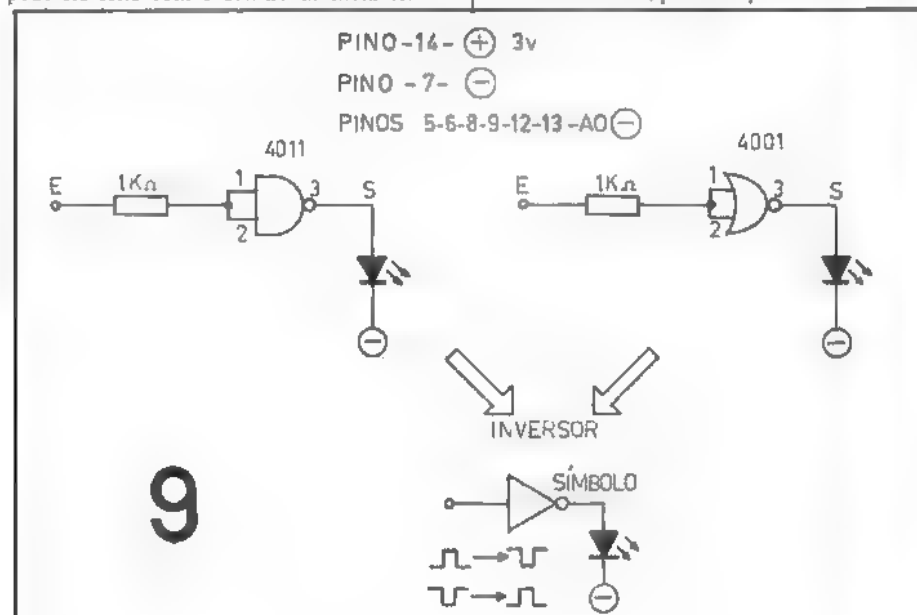 PINO-14- ⊕ 3v
PINO -7- ⊖
PINOS 5-6-8-9-12-13-AO ⊖
4011
4001
E 1KΩ 1 2 3 S
E 1KΩ 1 2 3 S
⊖
⊖
INVERSOR
SÍMBOLO
9
⊖